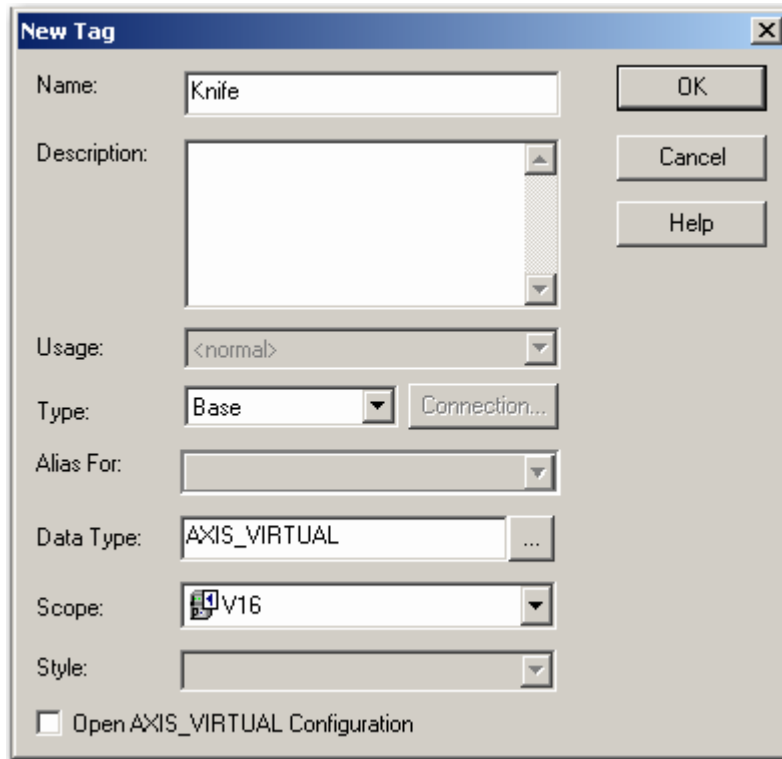 New Tag
Name: Knife OK
Description: Cancel
Help
Usage: <normal>
Type: Base Connection...
Alias For:
Data Type: AXIS_VIRTUAL ...
Scope: V16
Style:
Open AXIS_VIRTUAL Configuration